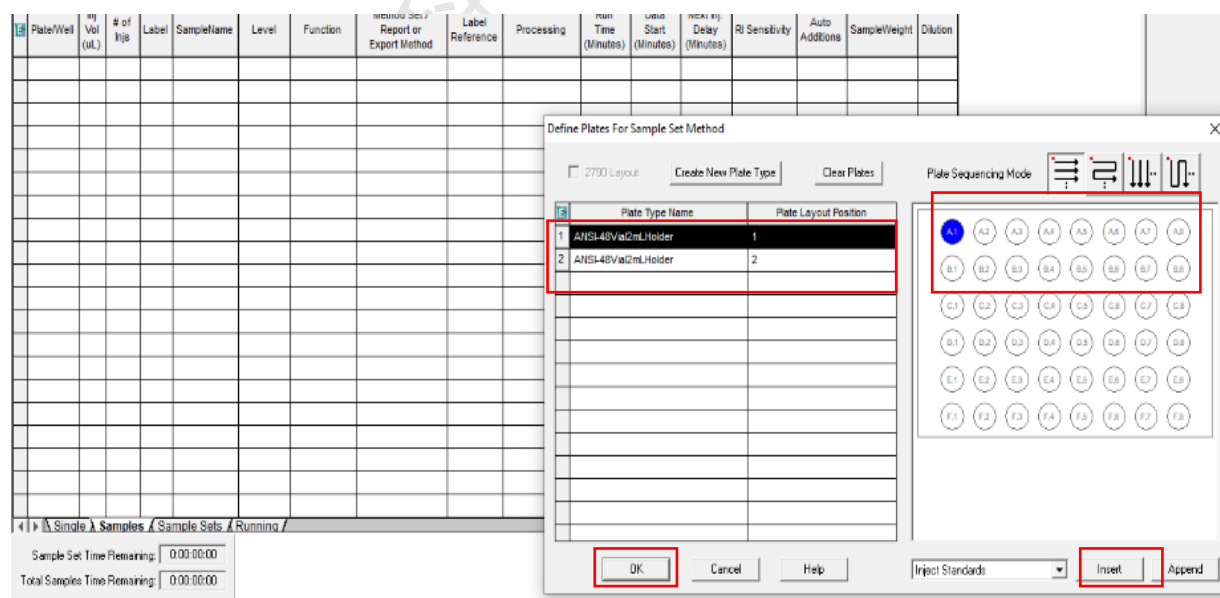 Plate/Well
Inj Vol (uL)
# of Injs
Label
SampleName
Level
Function
Method Set / Report or Export Method
Label Reference
Processing
Run Time (Minutes)
Data Start (Minutes)
Next Inj. Delay (Minutes)
RI Sensitivity
Auto Additions
SampleWeight
Dilution
Define Plates For Sample Set Method
2790 Layout
Create New Plate Type
Clear Plates
Plate Sequencing Mode
Plate Type Name
Plate Layout Position
1 ANSI-48Vial2mLHolder 1
2 ANSI-48Vial2mLHolder 2
A,1 A,2 A,3 A,4 A,5 A,6 A,7 A,8
B,1 B,2 B,3 B,4 B,5 B,6 B,7 B,8
C,1 C,2 C,3 C,4 C,5 C,6 C,7 C,8
D,1 D,2 D,3 D,4 D,5 D,6 D,7 D,8
E,1 E,2 E,3 E,4 E,5 E,6 E,7 E,8
F,1 F,2 F,3 F,4 F,5 F,6 F,7 F,8
Single Samples Sample Sets Running
Sample Set Time Remaining: 0:00:00:00
Total Samples Time Remaining: 0:00:00:00
OK
Cancel
Help
Inject Standards
Insert
Append